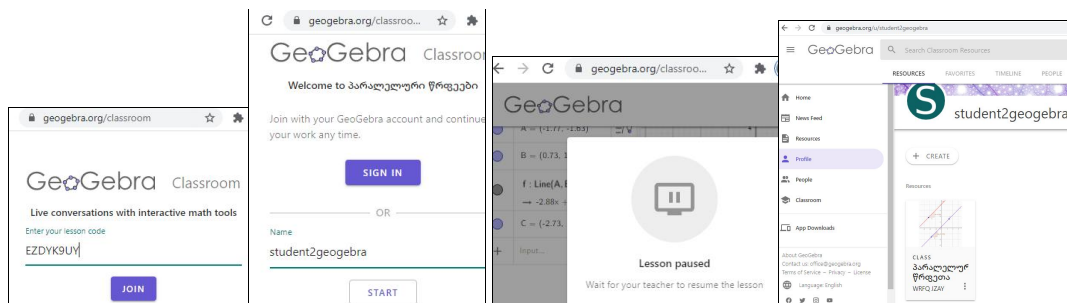 geogebra.org/classroom
GeoGebra Classroom
Live conversations with interactive math tools
Enter your lesson code
EZDYK9UY
JOIN
geogebra.org/classroo...
GeoGebra Classroo
Welcome to პარალელური წრფეები
Join with your GeoGebra account and continue
your work any time.
SIGN IN
OR
Name
student2geogebra
START
geogebra.org/classroo...
GeoGebra
A = (-1.77, -1.63)
B = (0.73, 1
f : Line(A, B
→ -2.88x +
C = (-2.73,
Input...
Lesson paused
Wait for your teacher to resume the lesson
geogebra.org/u/student2geogebra
GeoGebra
Search Classroom Resources
RESOURCES FAVORITES TIMELINE PEOPLE
Home
News Feed
Resources
Profile
People
Classroom
App Downloads
About GeoGebra
Contact us: office@geogebra.org
Terms of Service – Privacy – License
Language: English
S
student2geogebra
+ CREATE
Resources
CLASS
პარალელურ
წრფეთა
WRFQ JZAY